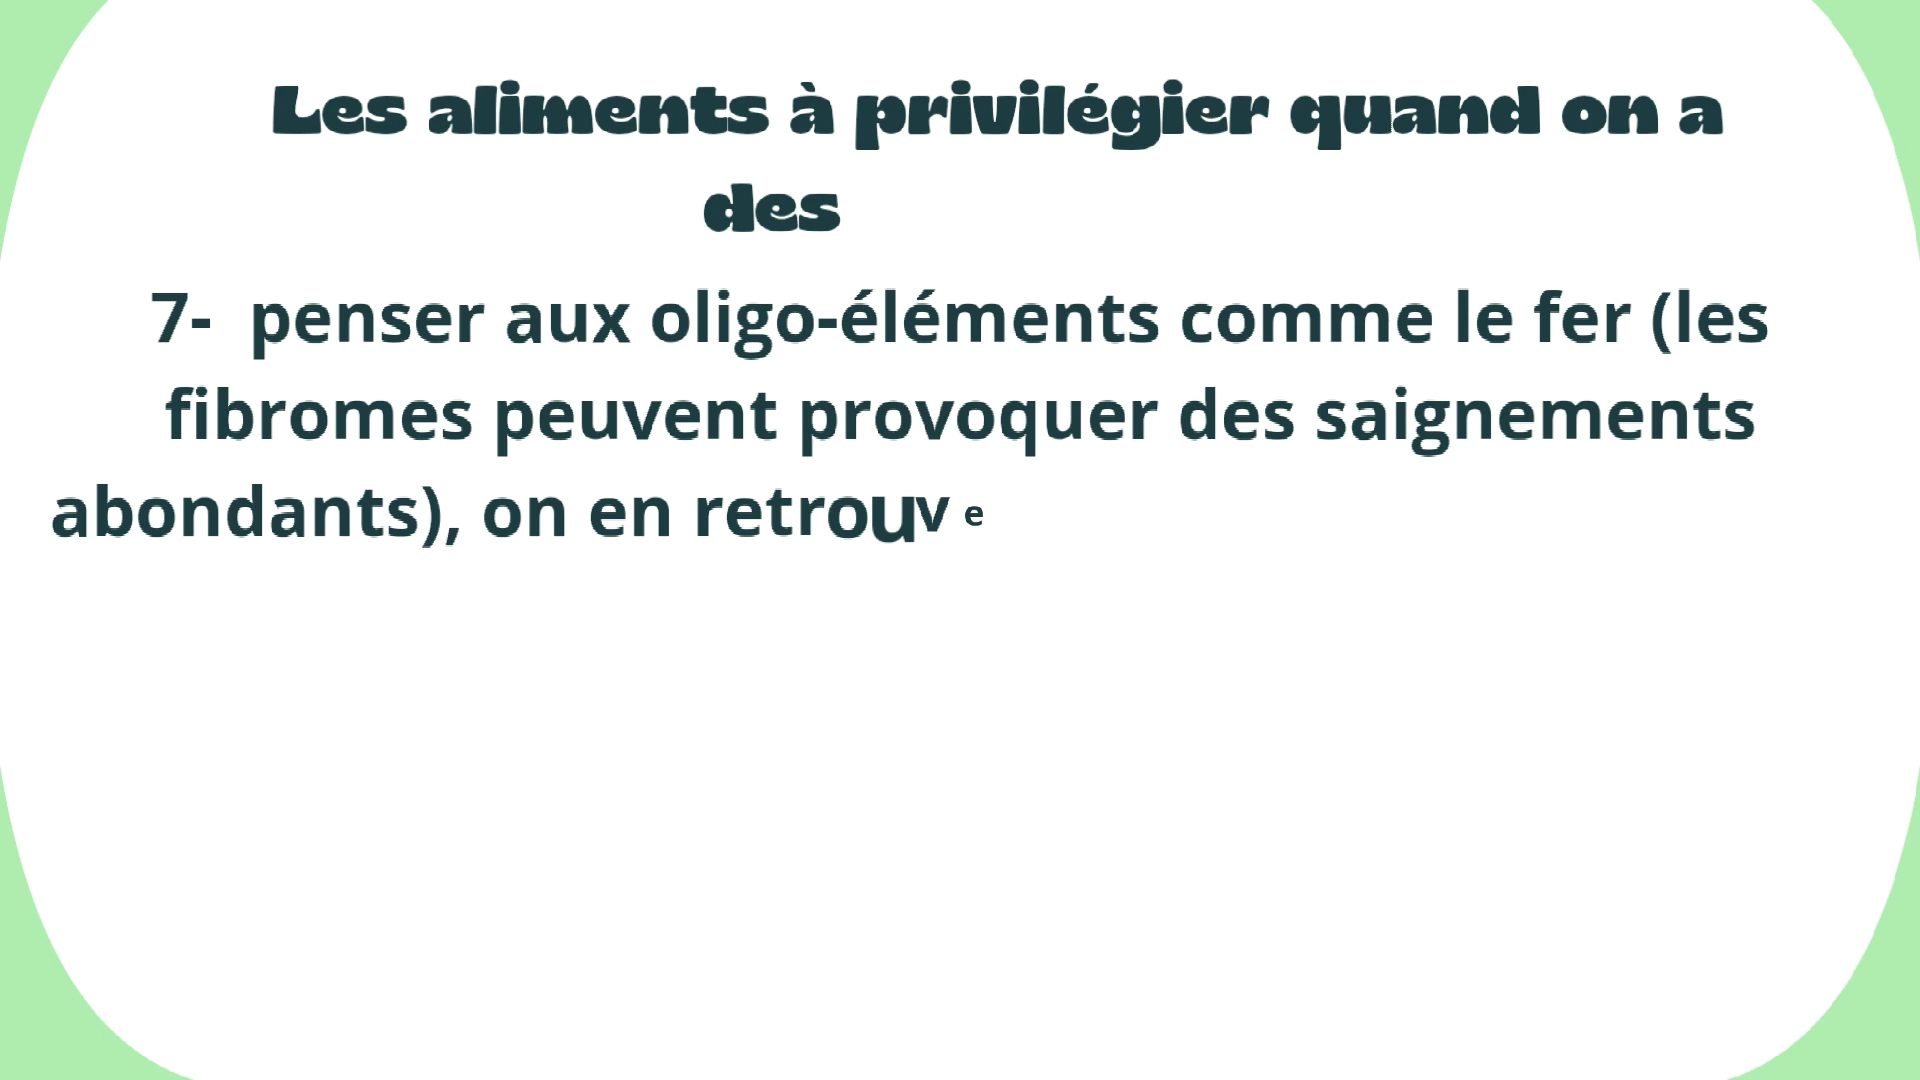 Les aliments à privilégier quand on a
des
7- penser aux oligo-éléments comme le fer (les
fibromes peuvent provoquer des saignements
abondants), on en retrouve